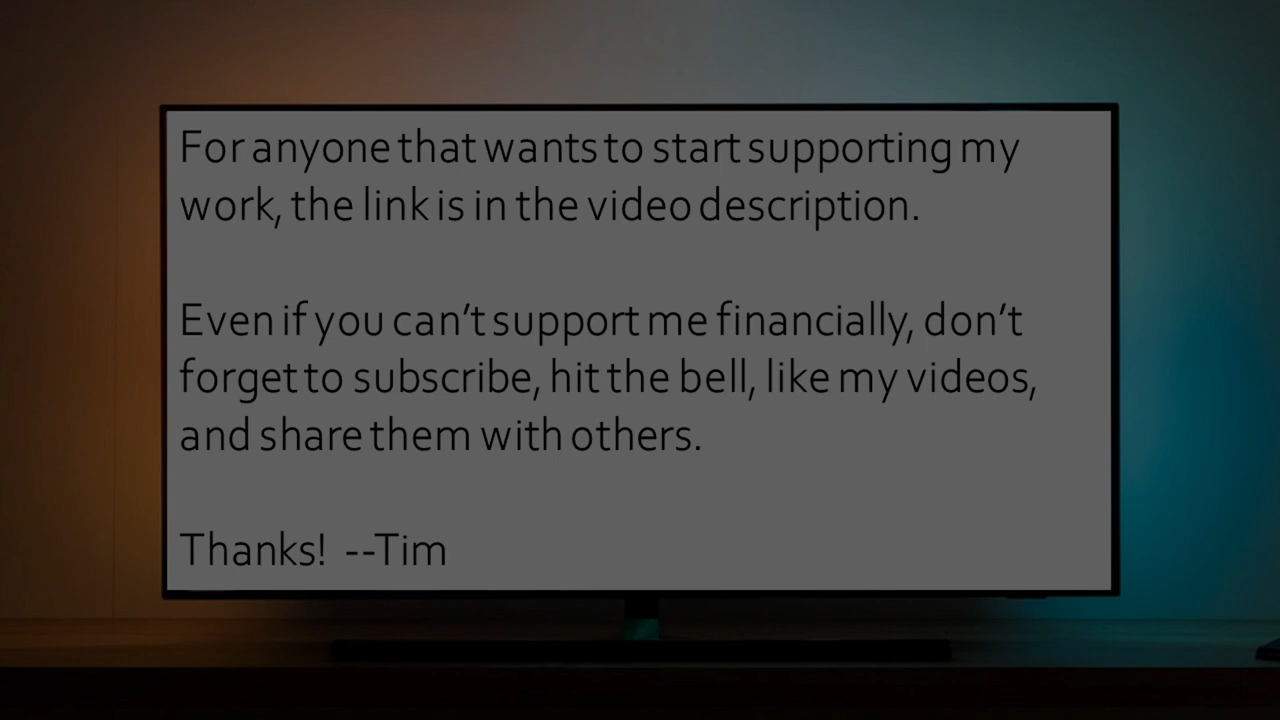 For anyone that wants to start supporting my
work, the link is in the video description.
Even if you can’t support me financially, don’t
forget to subscribe, hit the bell, like my videos,
and share them with others.
Thanks!  --Tim